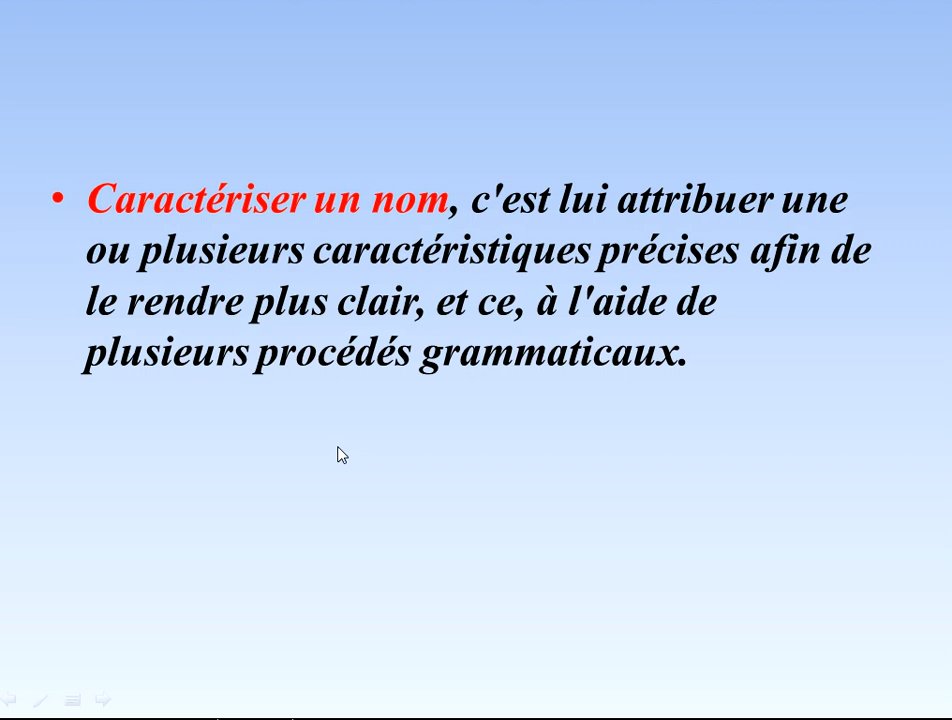 • Caractériser un nom, c'est lui attribuer une
ou plusieurs caractéristiques précises afin de
le rendre plus clair, et ce, à l'aide de
plusieurs procédés grammaticaux.